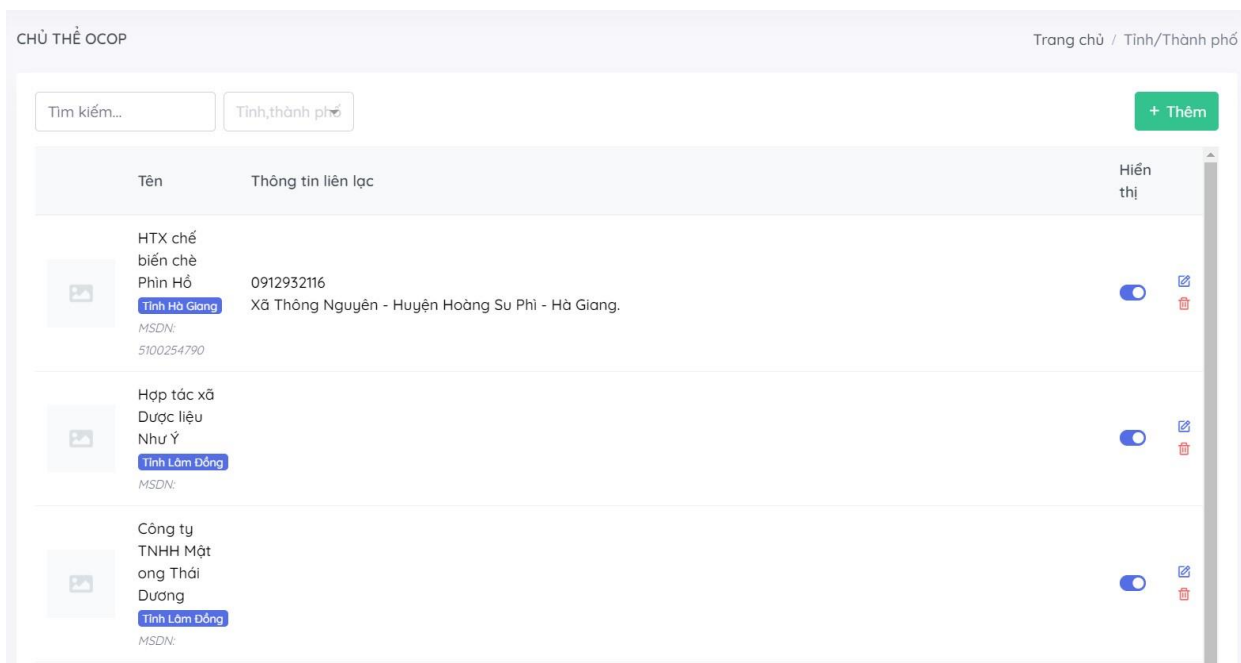 CHỦ THỂ OCOP
Trang chủ / Tỉnh/Thành phố
Tìm kiếm...
Tỉnh,thành phố
+ Thêm
Tên
Thông tin liên lạc
Hiển
thị
HTX chế
biến chè
Phìn Hồ
Tỉnh Hà Giang
MSDN:
5100254790
0912932116
Xã Thông Nguyên - Huyện Hoàng Su Phì - Hà Giang.
Hợp tác xã
Dược liệu
Như Ý
Tỉnh Lâm Đồng
MSDN:
Công ty
TNHH Mật
ong Thái
Dương
Tỉnh Lâm Đồng
MSDN: